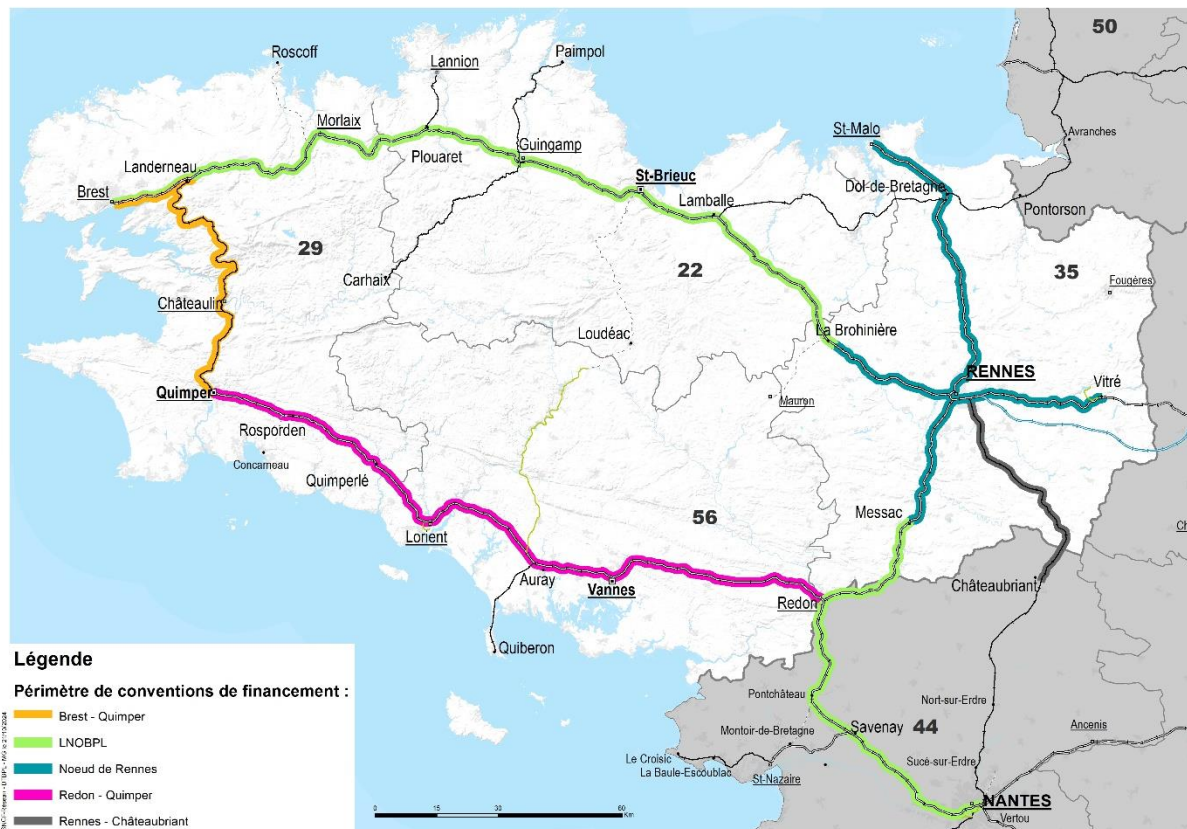 50
Roscoff
Paimpol
Lannion
Avranches
Morlaix
St-Malo
Guingamp
Plouaret
Landerneau
St-Brieuc
Dol-de-Bretagne
Brest
Lamballe
Pontorson
29
22
35
Carhaix
Fougères
Châteaulin
La Brohinière
Loudéac
RENNES
Vitré
Quimper
Mauron
Rosporden
Concarneau
Quimperlé
56
Messac
Lorient
Auray
Vannes
Redon
Châteaubriant
Quiberon
Légende
Périmètre de conventions de financement :
Brest - Quimper
LNOBPL
Noeud de Rennes
Redon - Quimper
Rennes - Châteaubriant
Pontchâteau
Nort-sur-Erdre
Montoir-de-Bretagne
Savenay
44
Ancenis
Le Croisic
La Baule-Escoublac
St-Nazaire
Sucé-sur-Erdre
NANTES
Vertou
0 15 30 60
Km